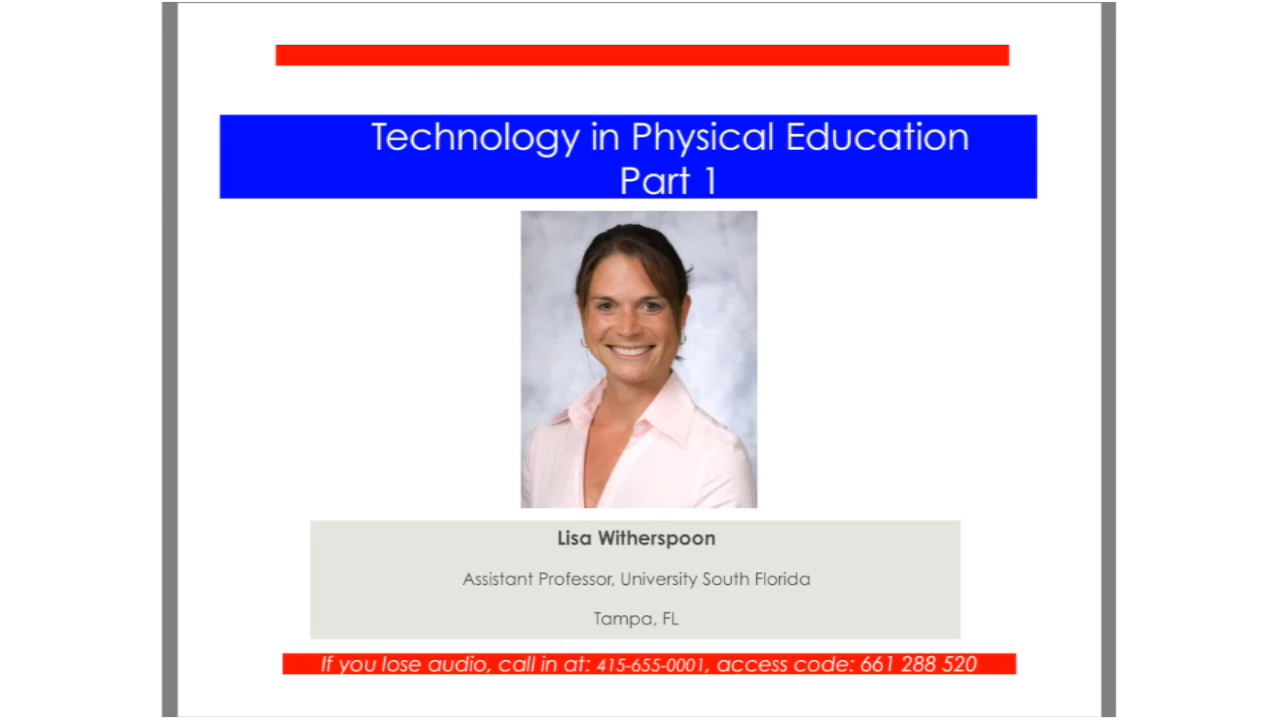 Technology in Physical Education
Part 1
Lisa Witherspoon
Assistant Professor, University South Florida
Tampa, FL
If you lose audio, call in at: 415-655-0001, access code: 661 288 520